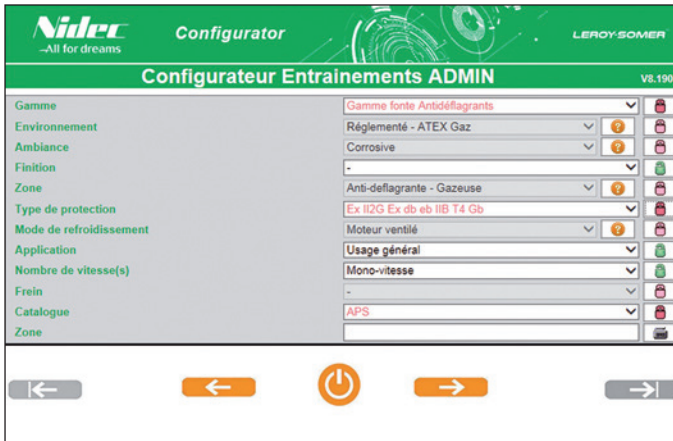 Nidec
All for dreams
Configurator
LEROY-SOMER
Configurateur Entrainements ADMIN
V8.190
Gamme
Gamme fonte Antidéflagrants
Environnement
Réglementé - ATEX Gaz
?
Ambiance
Corrosive
?
Finition
-
Zone
Anti-deflagrante - Gazeuse
?
Type de protection
Ex II2G Ex db eb IIB T4 Gb
Mode de refroidissement
Moteur ventilé
?
Application
Usage général
Nombre de vitesse(s)
Mono-vitesse
Frein
-
Catalogue
APS
Zone